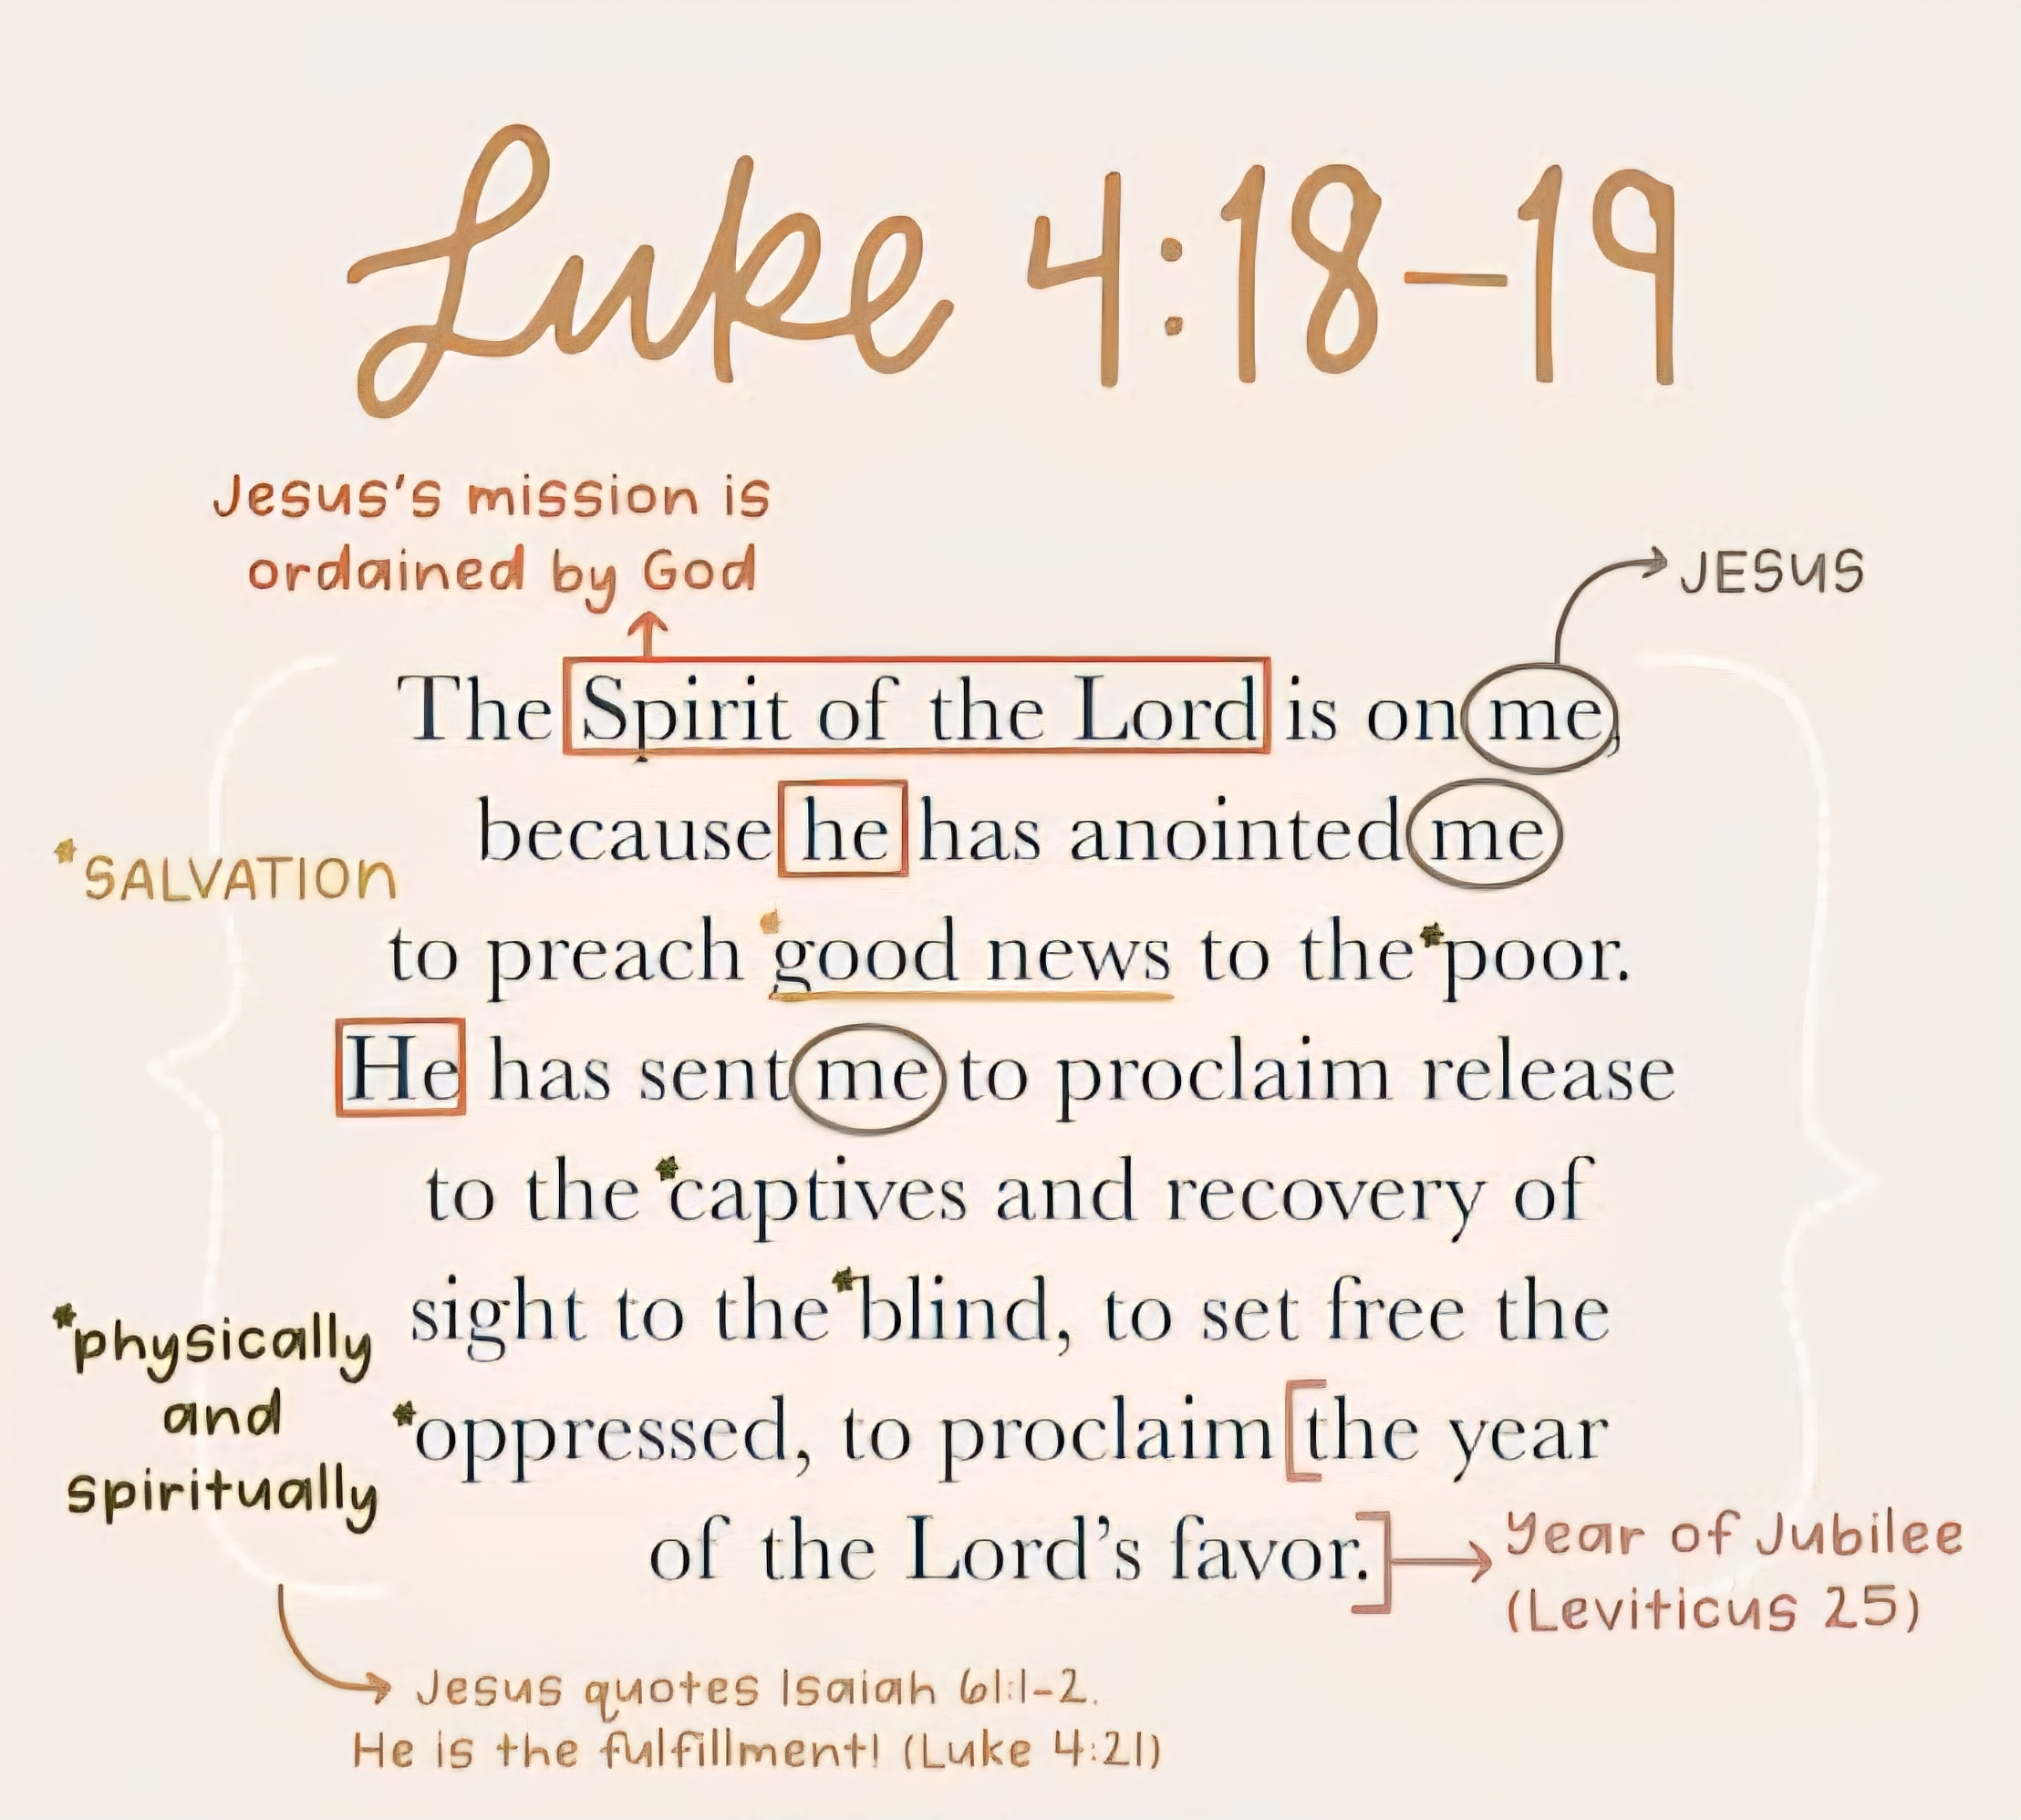 Luke 4:18–19
Jesus's mission is
ordained by God
JESUS
The Spirit of the Lord is on me,
because he has anointed me
*SALVATION
to preach *good news to the *poor.
He has sent me to proclaim release
to the *captives and recovery of
sight to the *blind, to set free the
*physically
and
spiritually
*oppressed, to proclaim [the year
of the Lord's favor.]
Year of Jubilee
(Leviticus 25)
Jesus quotes Isaiah 61:1-2.
He is the fulfillment! (Luke 4:21)